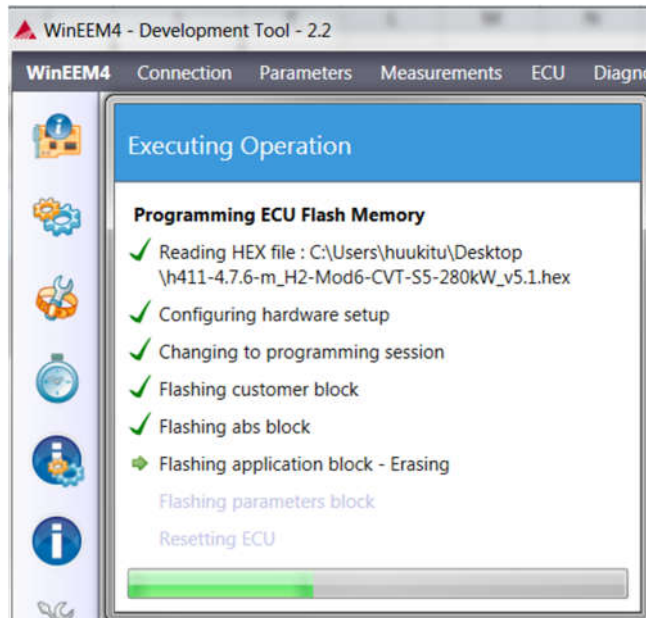 WinEEM4 - Development Tool - 2.2
WinEEM4 Connection Parameters Measurements ECU
Executing Operation
Programming ECU Flash Memory
Reading HEX file : C:\Users\huukitu\Desktop
\h411-4.7.6-m_H2-Mod6-CVT-S5-280kW_v5.1.hex
Configuring hardware setup
Changing to programming session
Flashing customer block
Flashing abs block
Flashing application block - Erasing
Flashing parameters block
Resetting ECU